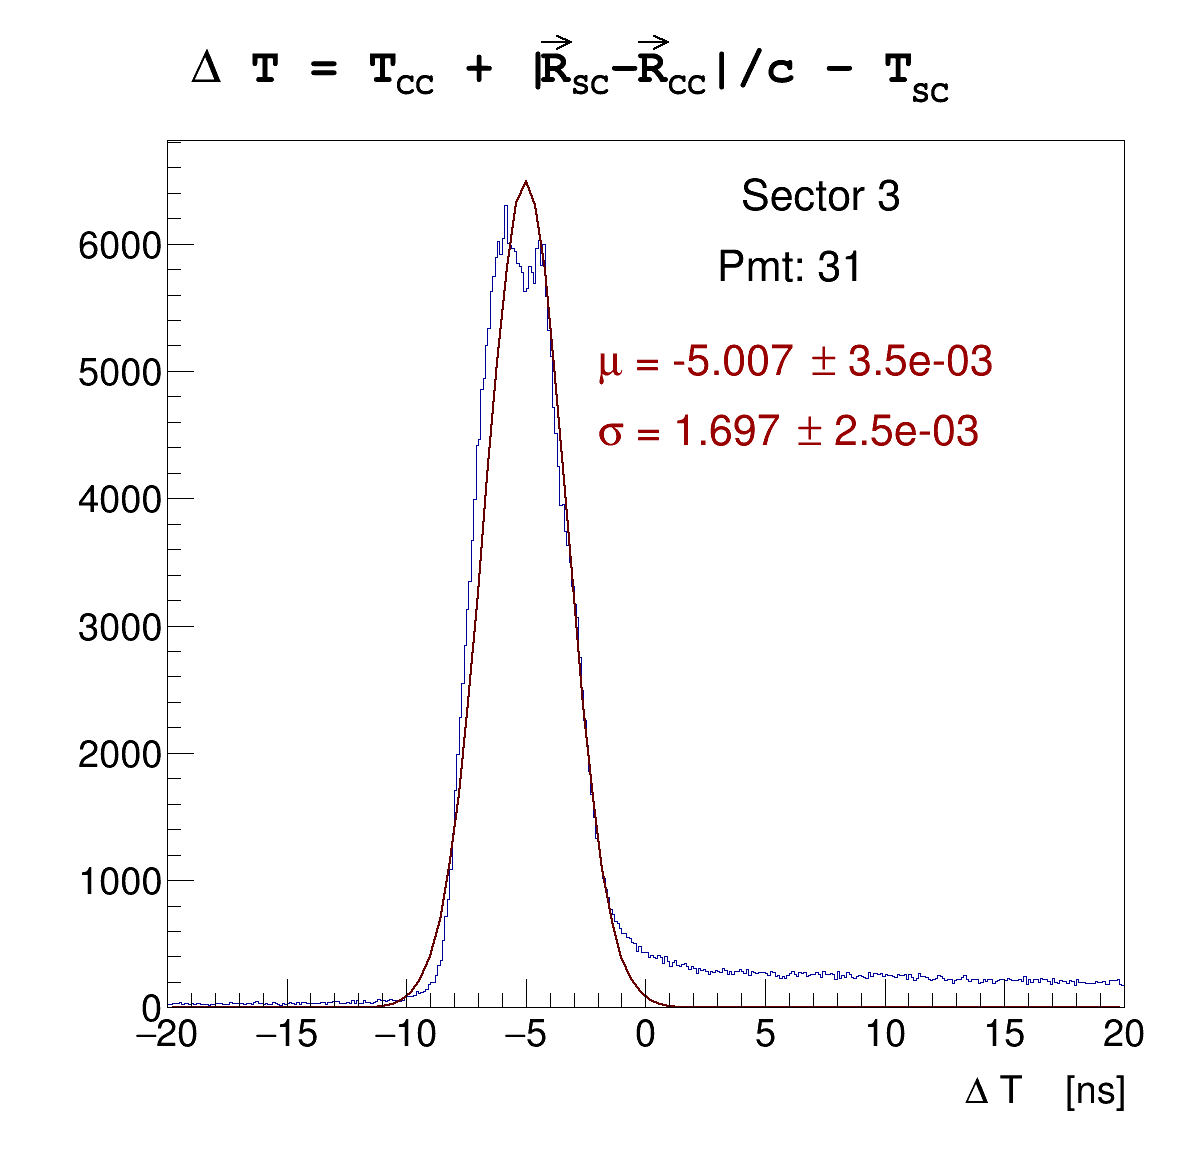 Δ T = T_CC + |R⃗_SC−R⃗_CC|/c − T_SC
Sector 3
Pmt: 31
μ = -5.007 ± 3.5e-03
σ = 1.697 ± 2.5e-03
6000
5000
4000
3000
2000
1000
0
−20 −15 −10 −5 0 5 10 15 20
Δ T [ns]